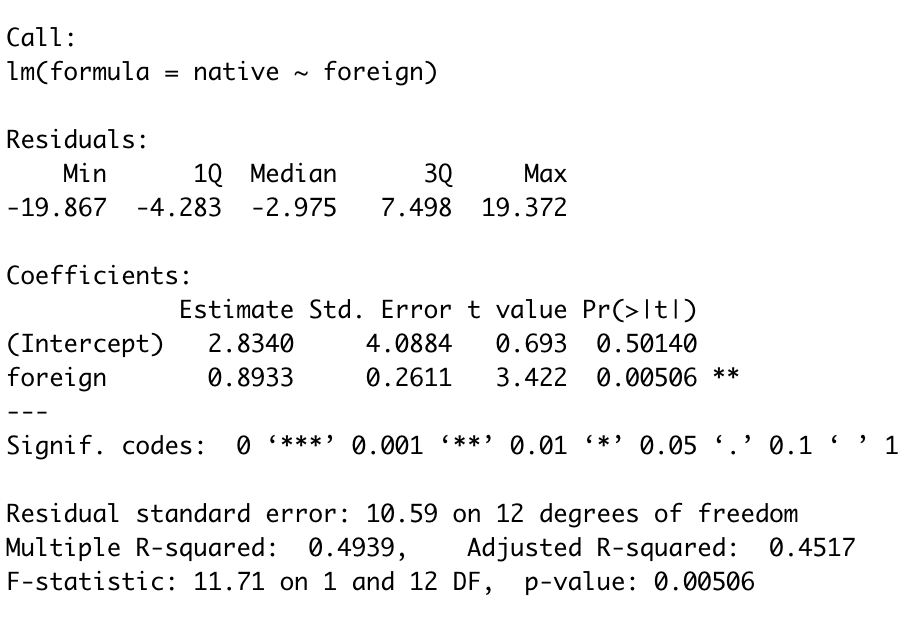 Call:
lm(formula = native ~ foreign)
Residuals:
    Min      1Q  Median      3Q     Max
-19.867  -4.283  -2.975   7.498  19.372
Coefficients:
            Estimate Std. Error t value Pr(>|t|)
(Intercept)   2.8340     4.0884   0.693  0.50140
foreign       0.8933     0.2611   3.422  0.00506 **
---
Signif. codes:  0 ‘***’ 0.001 ‘**’ 0.01 ‘*’ 0.05 ‘.’ 0.1 ‘ ’ 1
Residual standard error: 10.59 on 12 degrees of freedom
Multiple R-squared:  0.4939,    Adjusted R-squared:  0.4517
F-statistic: 11.71 on 1 and 12 DF,  p-value: 0.00506